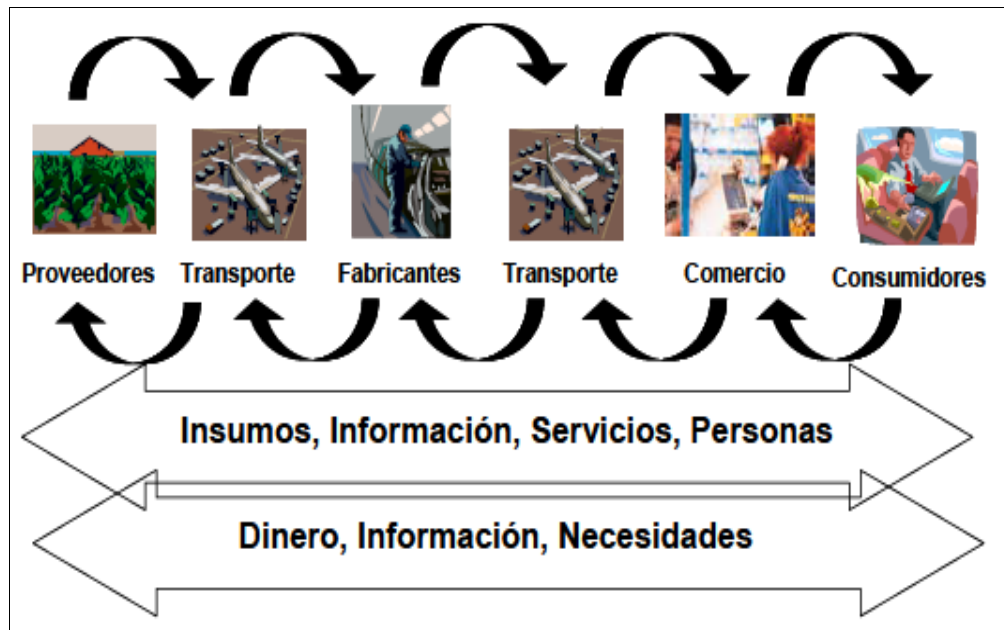 Proveedores Transporte Fabricantes Transporte Comercio Consumidores
Insumos, Información, Servicios, Personas
Dinero, Información, Necesidades